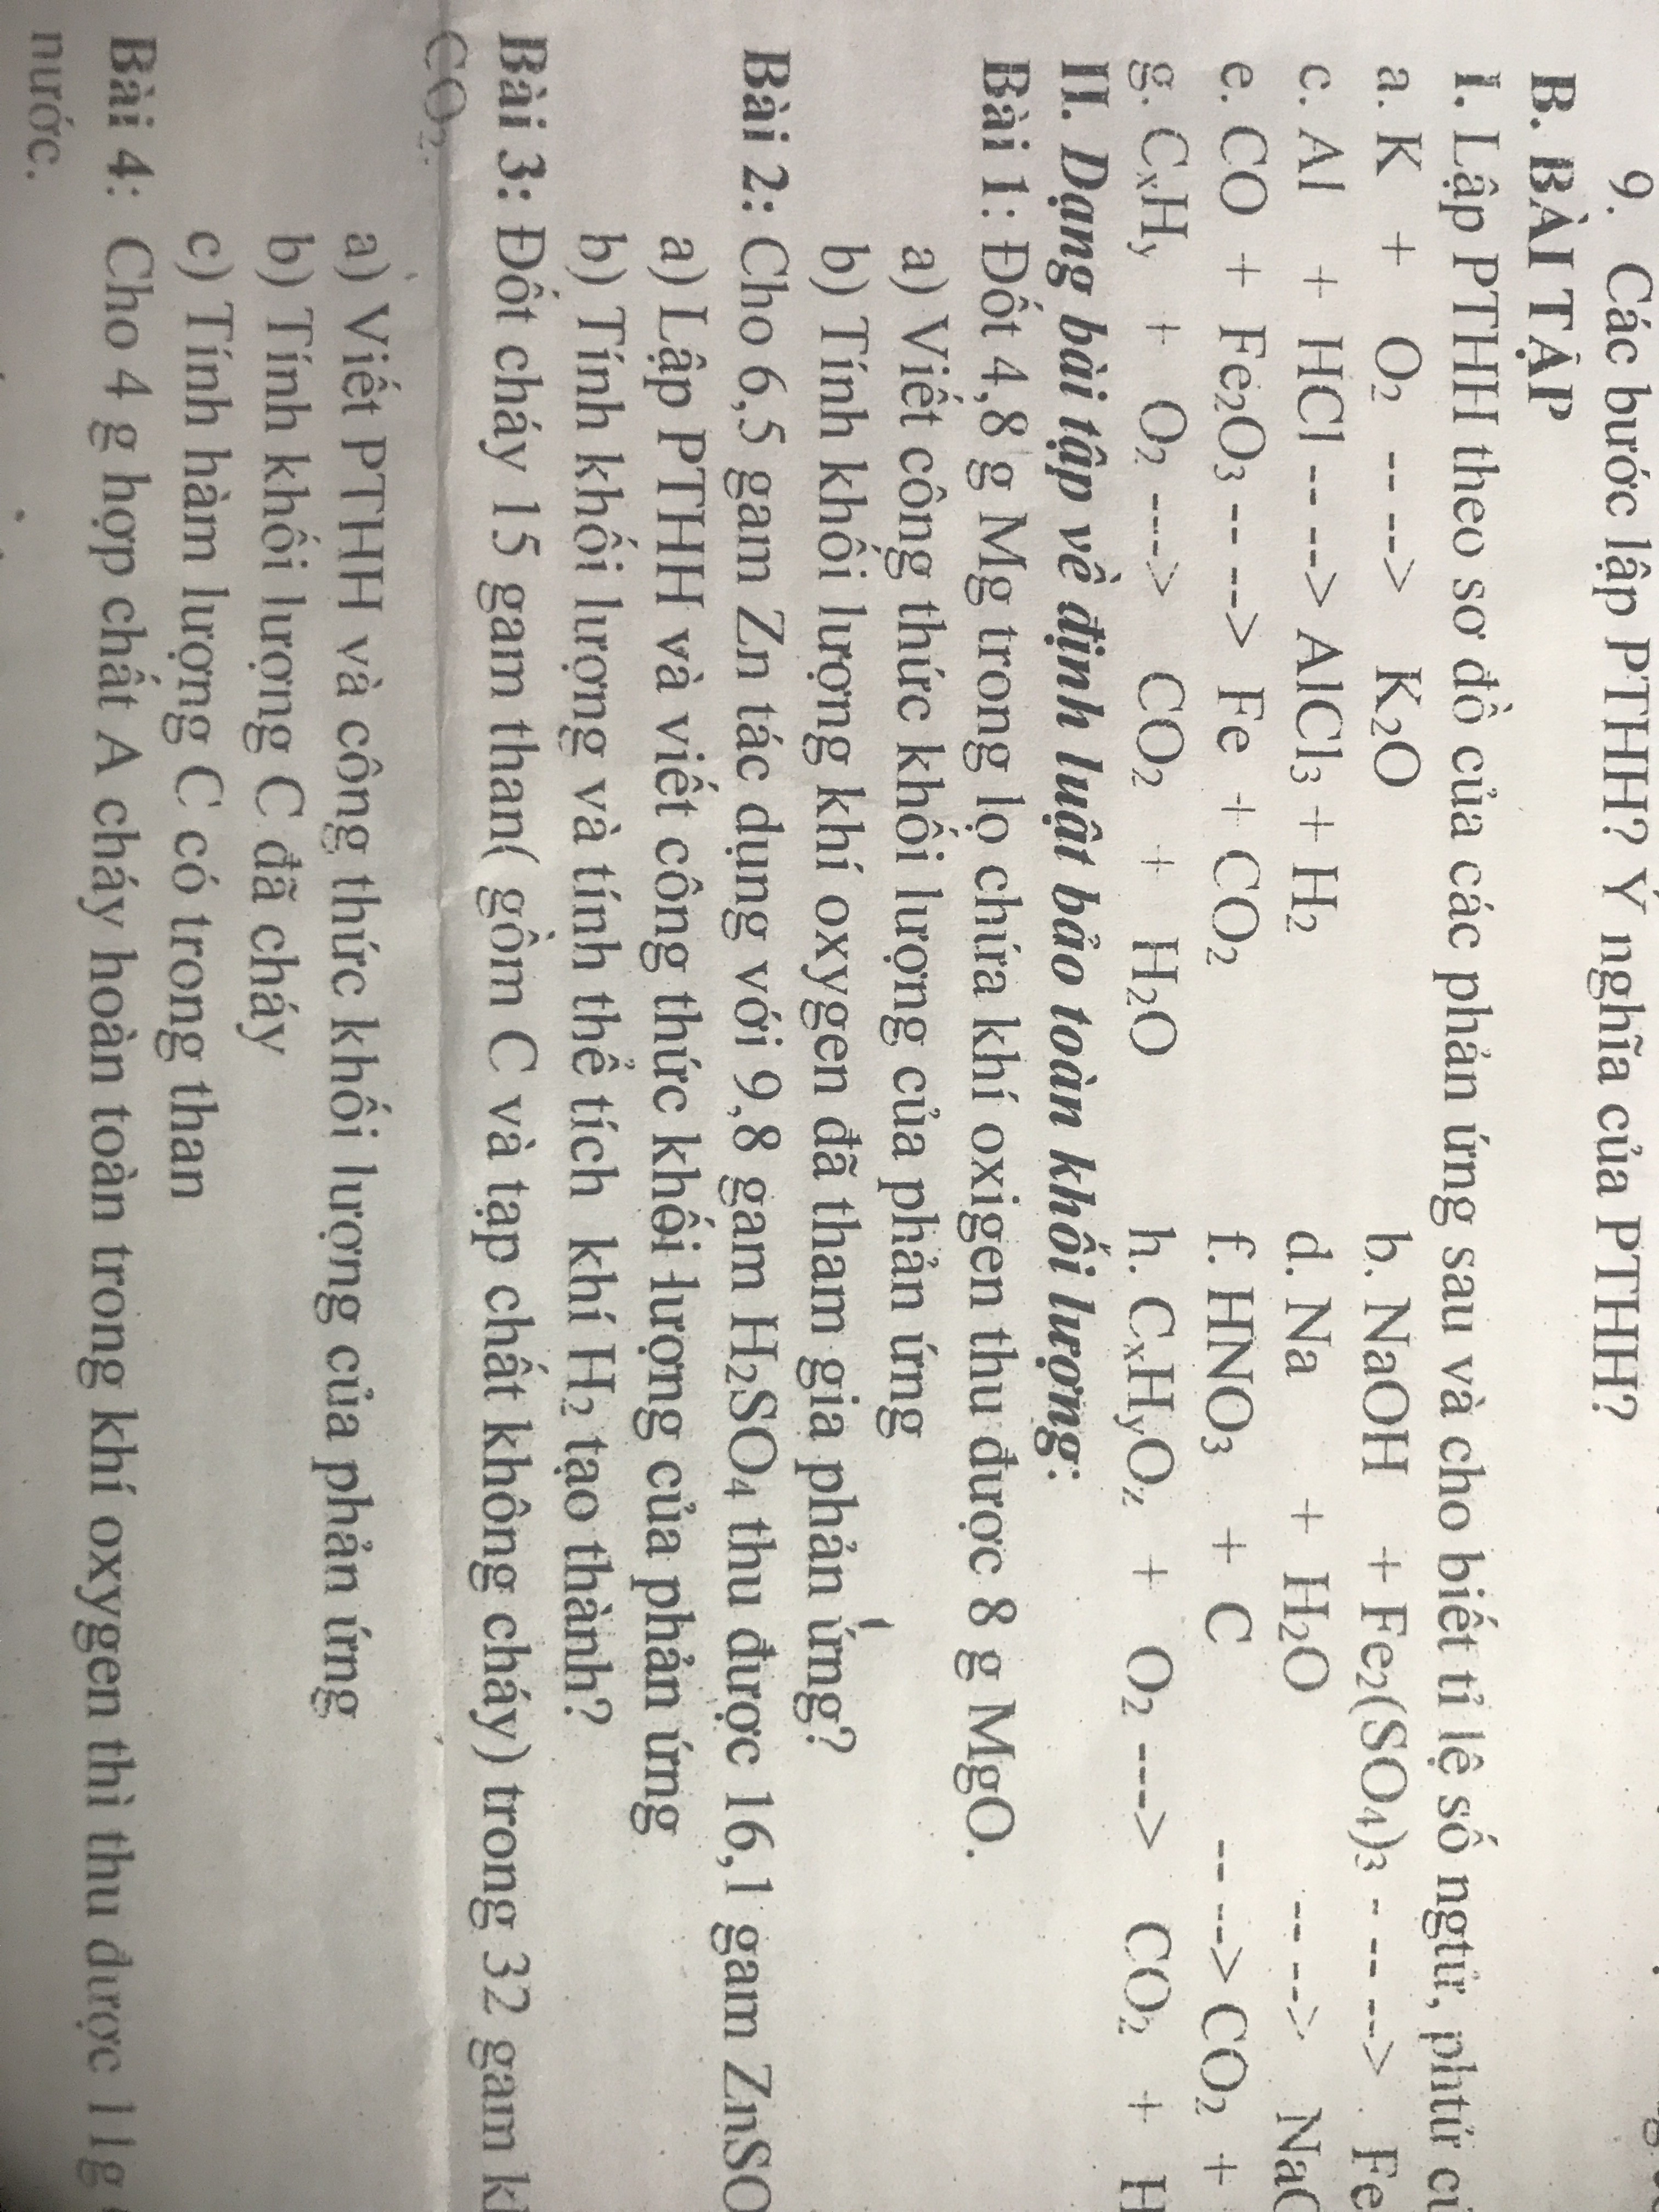 9. Các bước lập PTHH? Ý nghĩa của PTHH?
B. BÀI TẬP
I. Lập PTHH theo sơ đồ của các phản ứng sau và cho biết tỉ lệ số ngtử, phtử
a. K + O₂ -- --> K₂O b. NaOH + Fe₂(SO₄)₃ - -- --> Fe
c. Al + HCl -- --> AlCl₃ + H₂ d. Na + H₂O -- --> Na
e. CO + Fe₂O₃ -- --> Fe + CO₂ f. HNO₃ + C -- --> CO₂ +
g. CₓHᵧ + O₂ ---> CO₂ + H₂O h. CₓHᵧO_z + O₂ ---> CO₂ + H
II. Dạng bài tập về định luật bảo toàn khối lượng:
Bài 1: Đốt 4,8 g Mg trong lọ chứa khí oxigen thu được 8 g MgO.
a) Viết công thức khối lượng của phản ứng
b) Tính khối lượng khí oxygen đã tham gia phản ứng?
Bài 2: Cho 6,5 gam Zn tác dụng với 9,8 gam H₂SO₄ thu được 16,1 gam ZnSO
a) Lập PTHH và viết công thức khối lượng của phản ứng
b) Tính khối lượng và tính thể tích khí H₂ tạo thành?
Bài 3: Đốt cháy 15 gam than( gồm C và tạp chất không cháy) trong 32 gam
CO₂.
a) Viết PTHH và công thức khối lượng của phản ứng
b) Tính khối lượng C đã cháy
c) Tính hàm lượng C có trong than
Bài 4: Cho 4 g hợp chất A cháy hoàn toàn trong khí oxygen thì thu được 11g
nước.